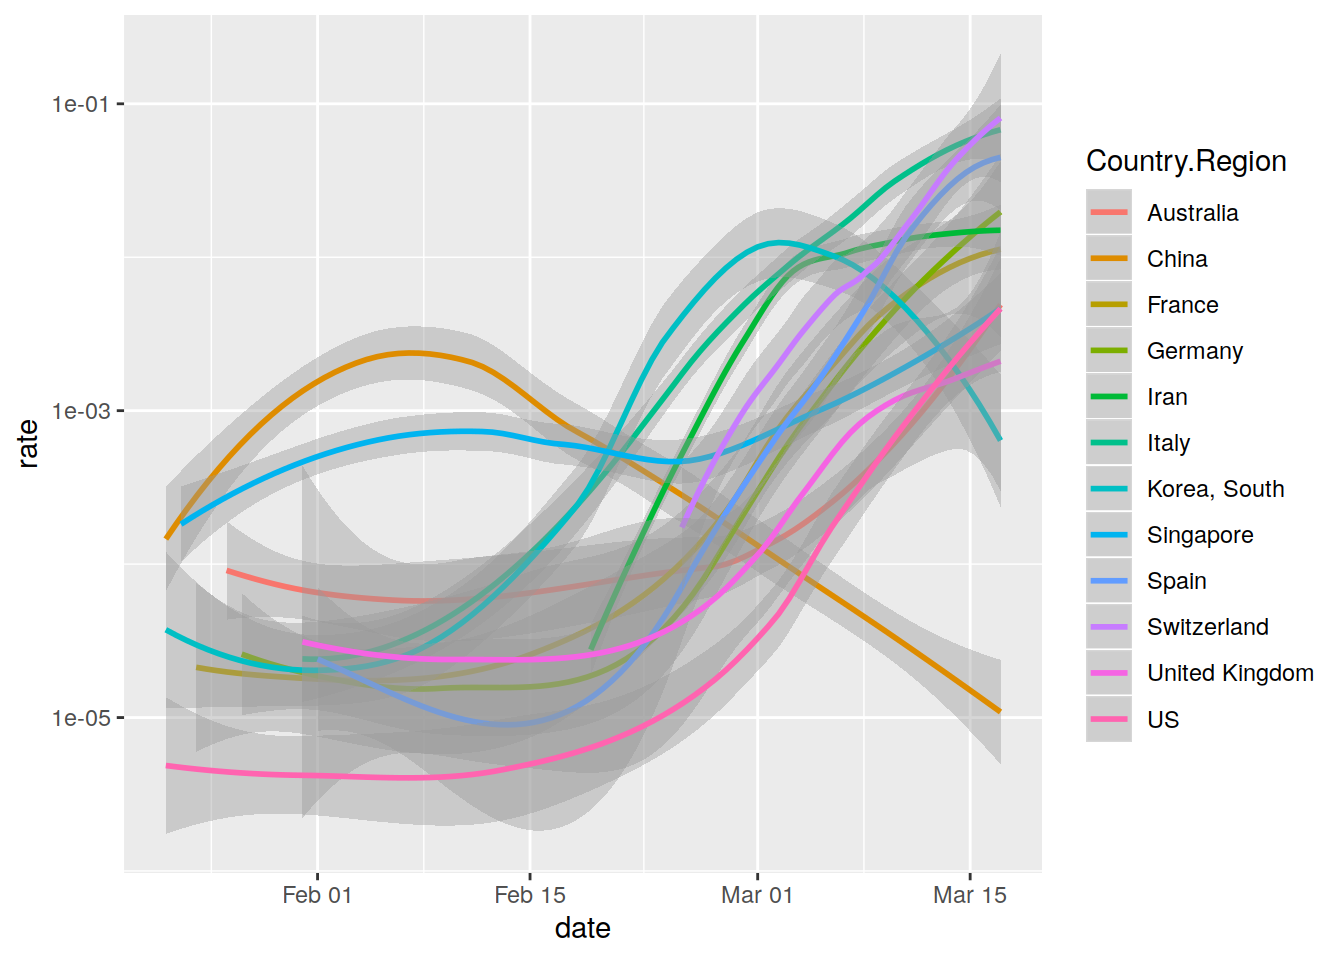 1e-01
1e-03
1e-05
rate
Feb 01
Feb 15
Mar 01
Mar 15
date
Country.Region
Australia
China
France
Germany
Iran
Italy
Korea, South
Singapore
Spain
Switzerland
United Kingdom
US